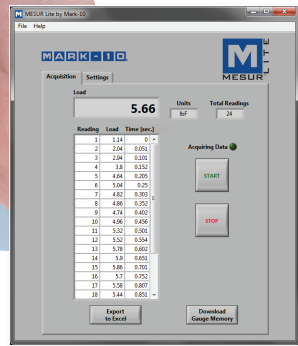 MESUR Lite by Mark-10
File Help
MARK-10
M
MESUR
LITE
Acquisition Settings
Load
5.66
Units
lbF
Total Readings
24
Reading Load Time [sec.]
1 1.14 0
2 2.04 0.051
3 2.94 0.101
4 3.8 0.152
5 4.64 0.205
6 5.04 0.25
7 4.82 0.303
8 4.86 0.352
9 4.74 0.402
10 4.96 0.456
11 5.32 0.501
12 5.52 0.554
13 5.78 0.602
14 5.9 0.651
15 5.86 0.701
16 5.7 0.752
17 5.58 0.807
18 5.44 0.851
Acquiring Data
START
STOP
Export
to Excel
Download
Gauge Memory